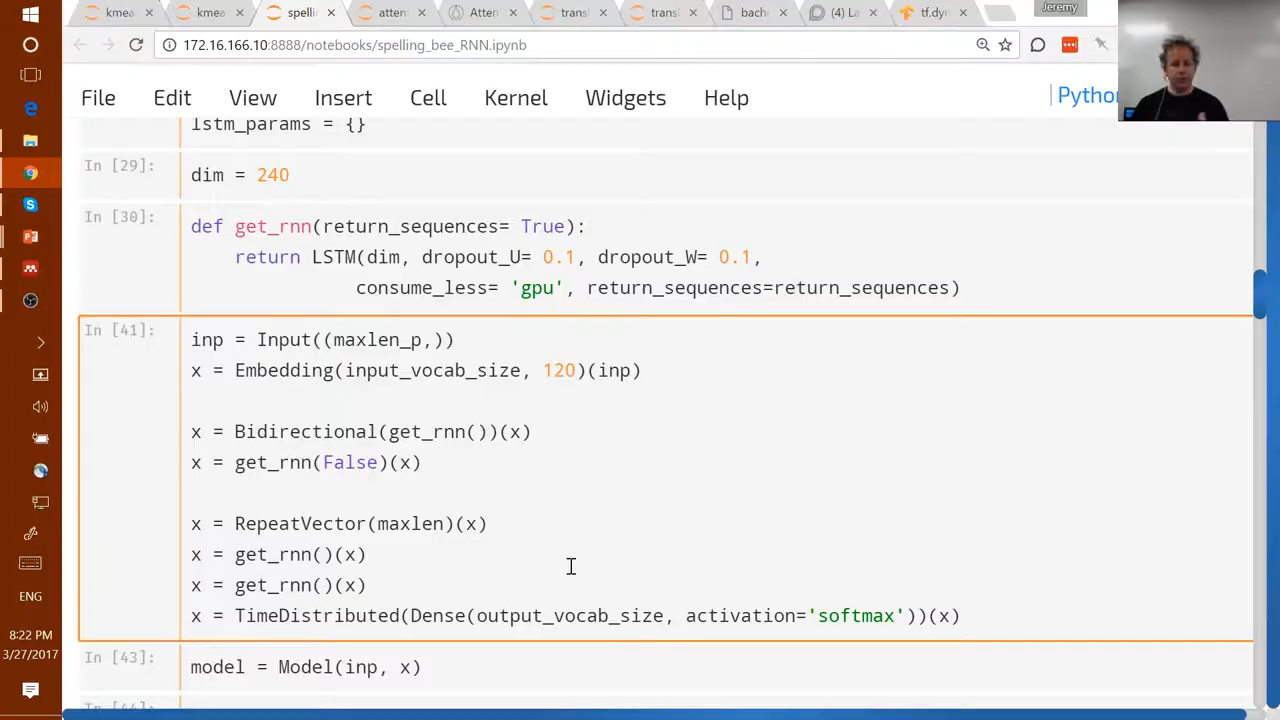 kmea
kmea
spelli
atten
Atten
transl
transl
bache
(4) La
tf.dyn
Jeremy
172.16.166.10:8888/notebooks/spelling_bee_RNN.ipynb
File Edit View Insert Cell Kernel Widgets Help
Pytho
lstm_params = {}
In [29]:
dim = 240
In [30]:
def get_rnn(return_sequences= True):
return LSTM(dim, dropout_U= 0.1, dropout_W= 0.1,
consume_less= 'gpu', return_sequences=return_sequences)
In [41]:
inp = Input((maxlen_p,))
x = Embedding(input_vocab_size, 120)(inp)
x = Bidirectional(get_rnn())(x)
x = get_rnn(False)(x)
x = RepeatVector(maxlen)(x)
x = get_rnn()(x)
x = get_rnn()(x)
x = TimeDistributed(Dense(output_vocab_size, activation='softmax'))(x)
In [43]:
model = Model(inp, x)
ENG
8:22 PM
3/27/2017